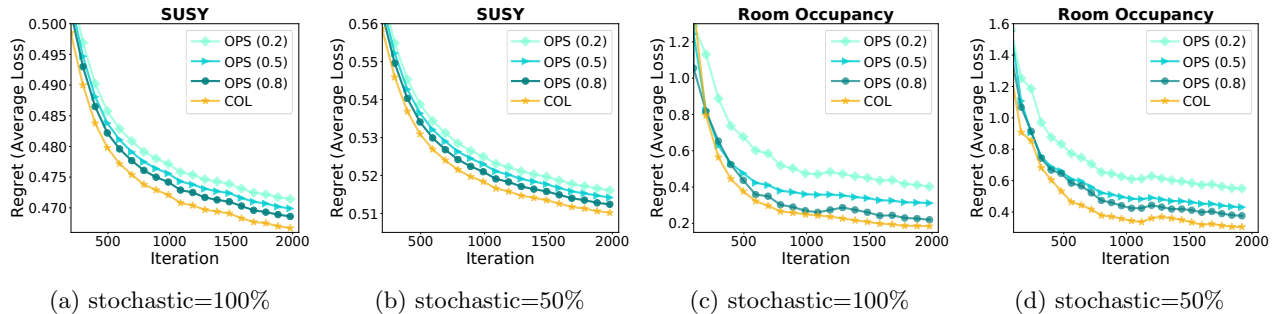 SUSY
Regret (Average Loss)
0.500
0.495
0.490
0.485
0.480
0.475
0.470
500
1000
1500
2000
Iteration
OPS (0.2)
OPS (0.5)
OPS (0.8)
COL
(a) stochastic=100%
SUSY
Regret (Average Loss)
0.56
0.55
0.54
0.53
0.52
0.51
500
1000
1500
2000
Iteration
OPS (0.2)
OPS (0.5)
OPS (0.8)
COL
(b) stochastic=50%
Room Occupancy
Regret (Average Loss)
1.2
1.0
0.8
0.6
0.4
0.2
500
1000
1500
2000
Iteration
OPS (0.2)
OPS (0.5)
OPS (0.8)
COL
(c) stochastic=100%
Room Occupancy
Regret (Average Loss)
1.6
1.4
1.2
1.0
0.8
0.6
0.4
500
1000
1500
2000
Iteration
OPS (0.2)
OPS (0.5)
OPS (0.8)
COL
(d) stochastic=50%